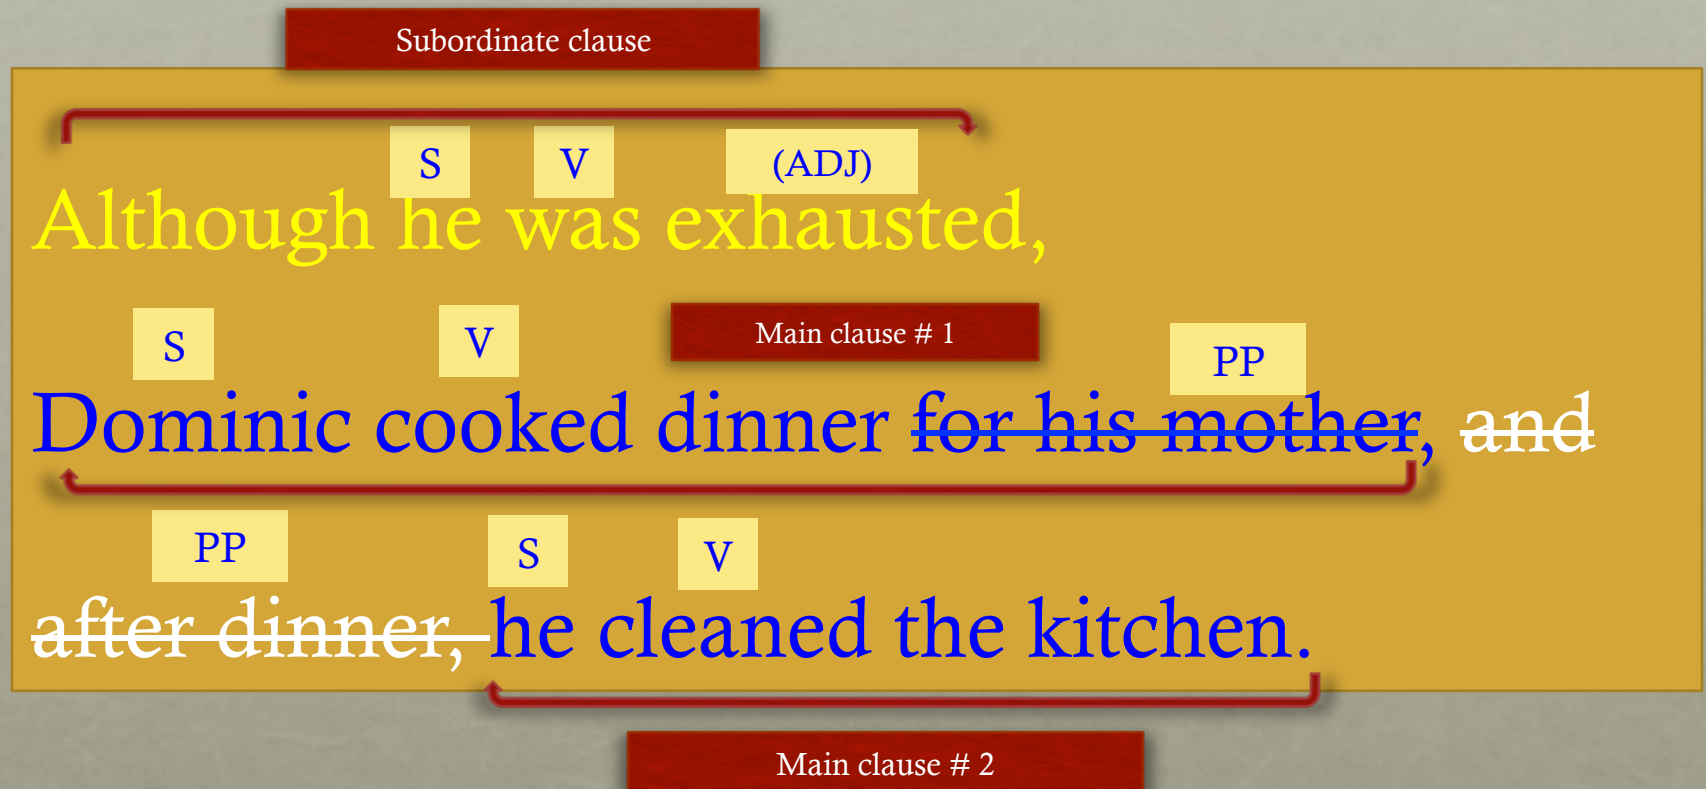 Subordinate clause
S V (ADJ)
Although he was exhausted,
S V Main clause # 1 PP
Dominic cooked dinner for his mother, and
PP S V
after dinner, he cleaned the kitchen.
Main clause # 2